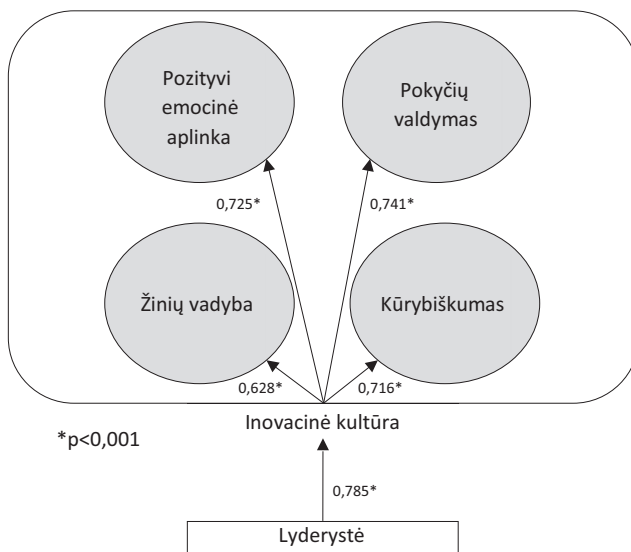 Pozityvi
emocinė
aplinka
Pokyčių
valdymas
0,725*
0,741*
Žinių vadyba
Kūrybiškumas
0,628*
0,716*
Inovacinė kultūra
*p<0,001
0,785*
Lyderystė